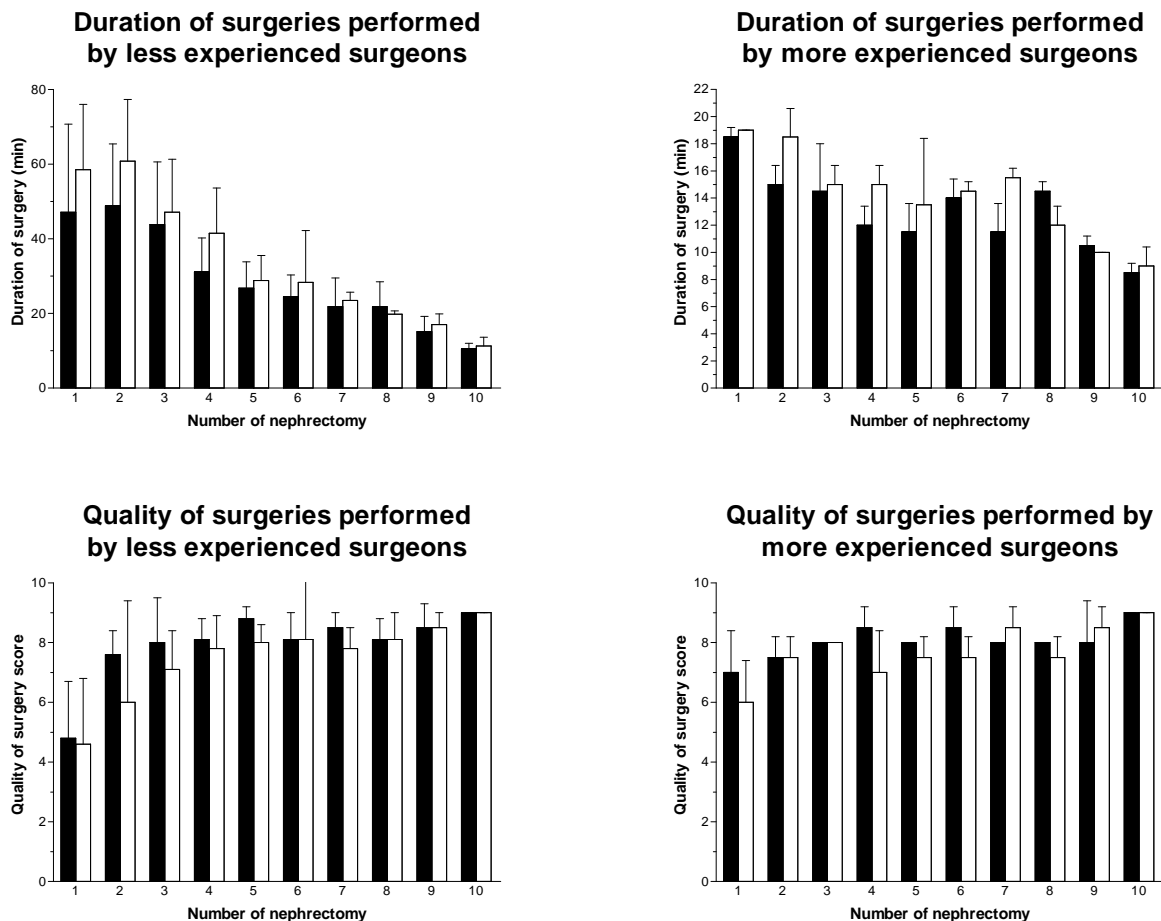 Duration of surgeries performed
by less experienced surgeons
Duration of surgery (min)
80
60
40
20
0
1 2 3 4 5 6 7 8 9 10
Number of nephrectomy
Duration of surgeries performed
by more experienced surgeons
Duration of surgery (min)
22
20
18
16
14
12
10
8
6
4
2
0
1 2 3 4 5 6 7 8 9 10
Number of nephrectomy
Quality of surgeries performed
by less experienced surgeons
Quality of surgery score
10
8
6
4
2
0
1 2 3 4 5 6 7 8 9 10
Number of nephrectomy
Quality of surgeries performed by
more experienced surgeons
Quality of surgery score
10
8
6
4
2
0
1 2 3 4 5 6 7 8 9 10
Number of nephrectomy